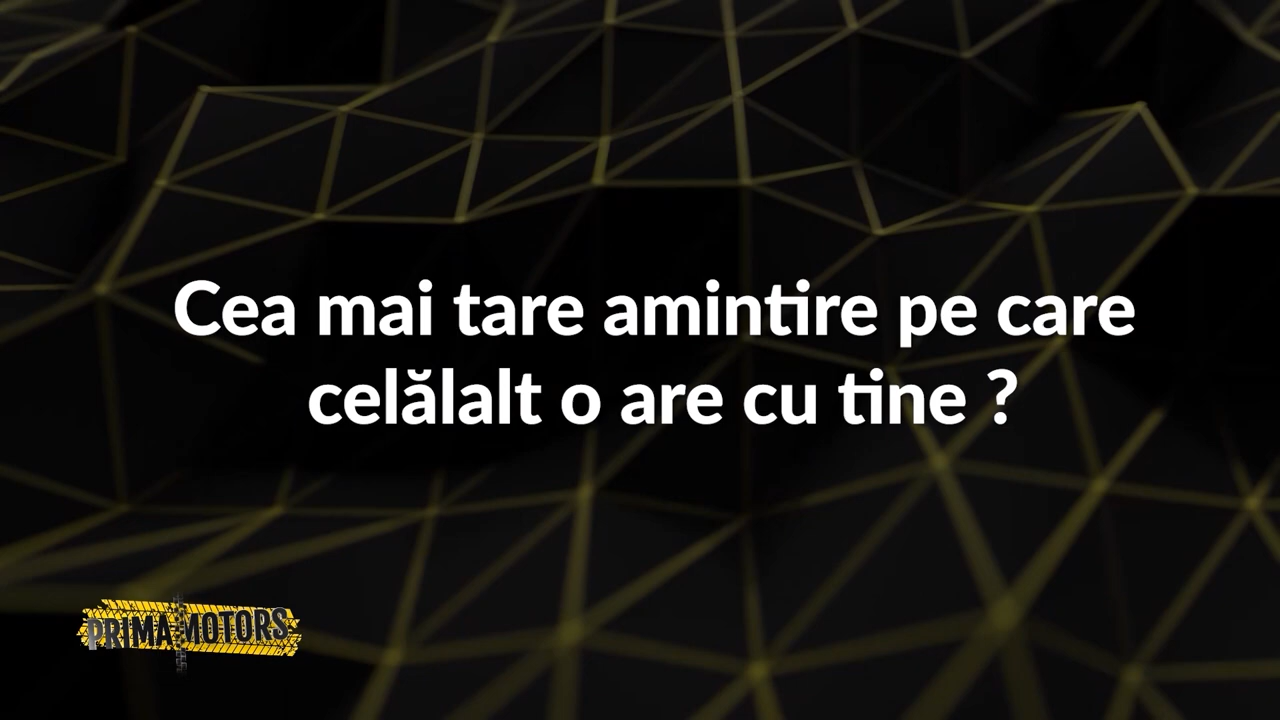 Cea mai tare amintire pe care
celălalt o are cu tine ?
PRIMA MOTORS